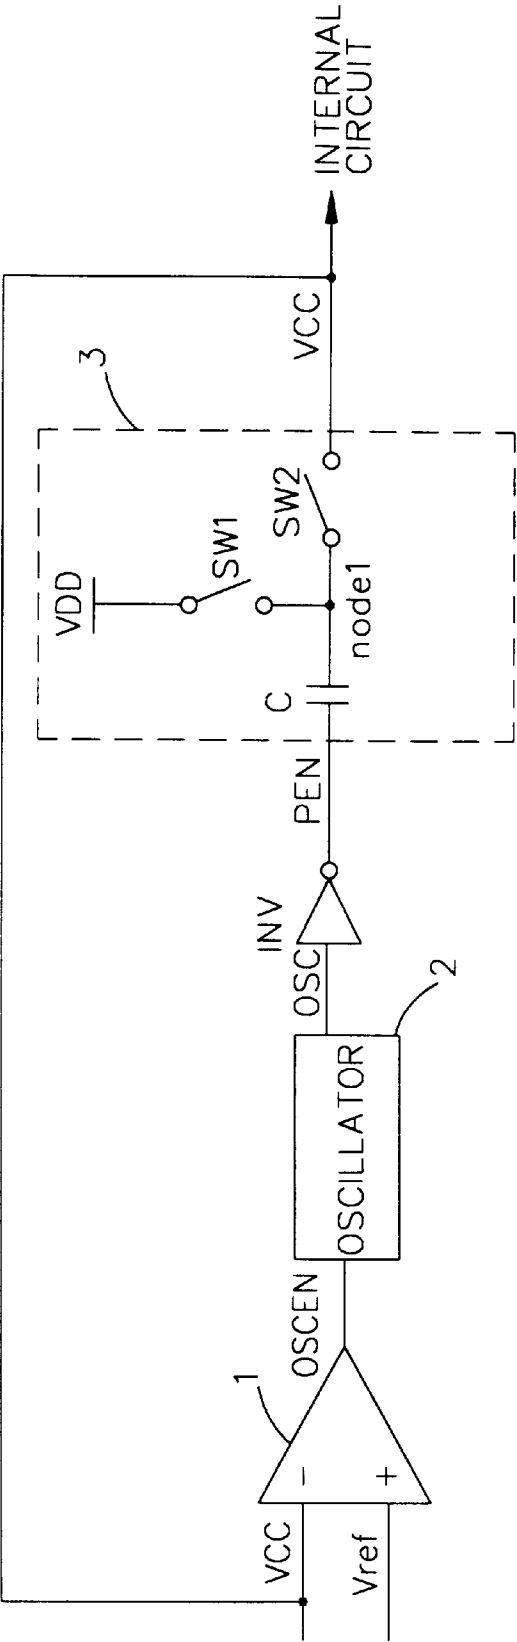 VCC
Vref
-
+
1
OSCEN
OSCILLATOR
2
OSC
INV
PEN
C
VDD
SW1
node1
SW2
3
VCC
INTERNAL
CIRCUIT